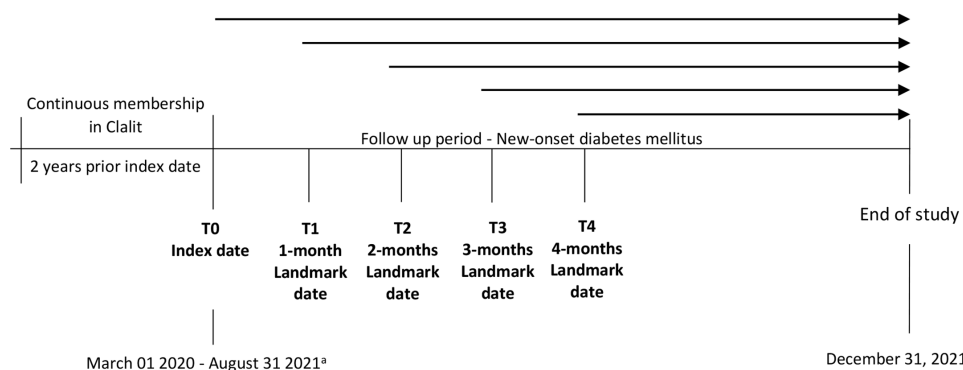 Continuous membership
in Clalit
2 years prior index date
Follow up period - New-onset diabetes mellitus
T0
Index date
T1
1-month
Landmark
date
T2
2-months
Landmark
date
T3
3-months
Landmark
date
T4
4-months
Landmark
date
End of study
March 01 2020 - August 31 2021ᵃ
December 31, 2021